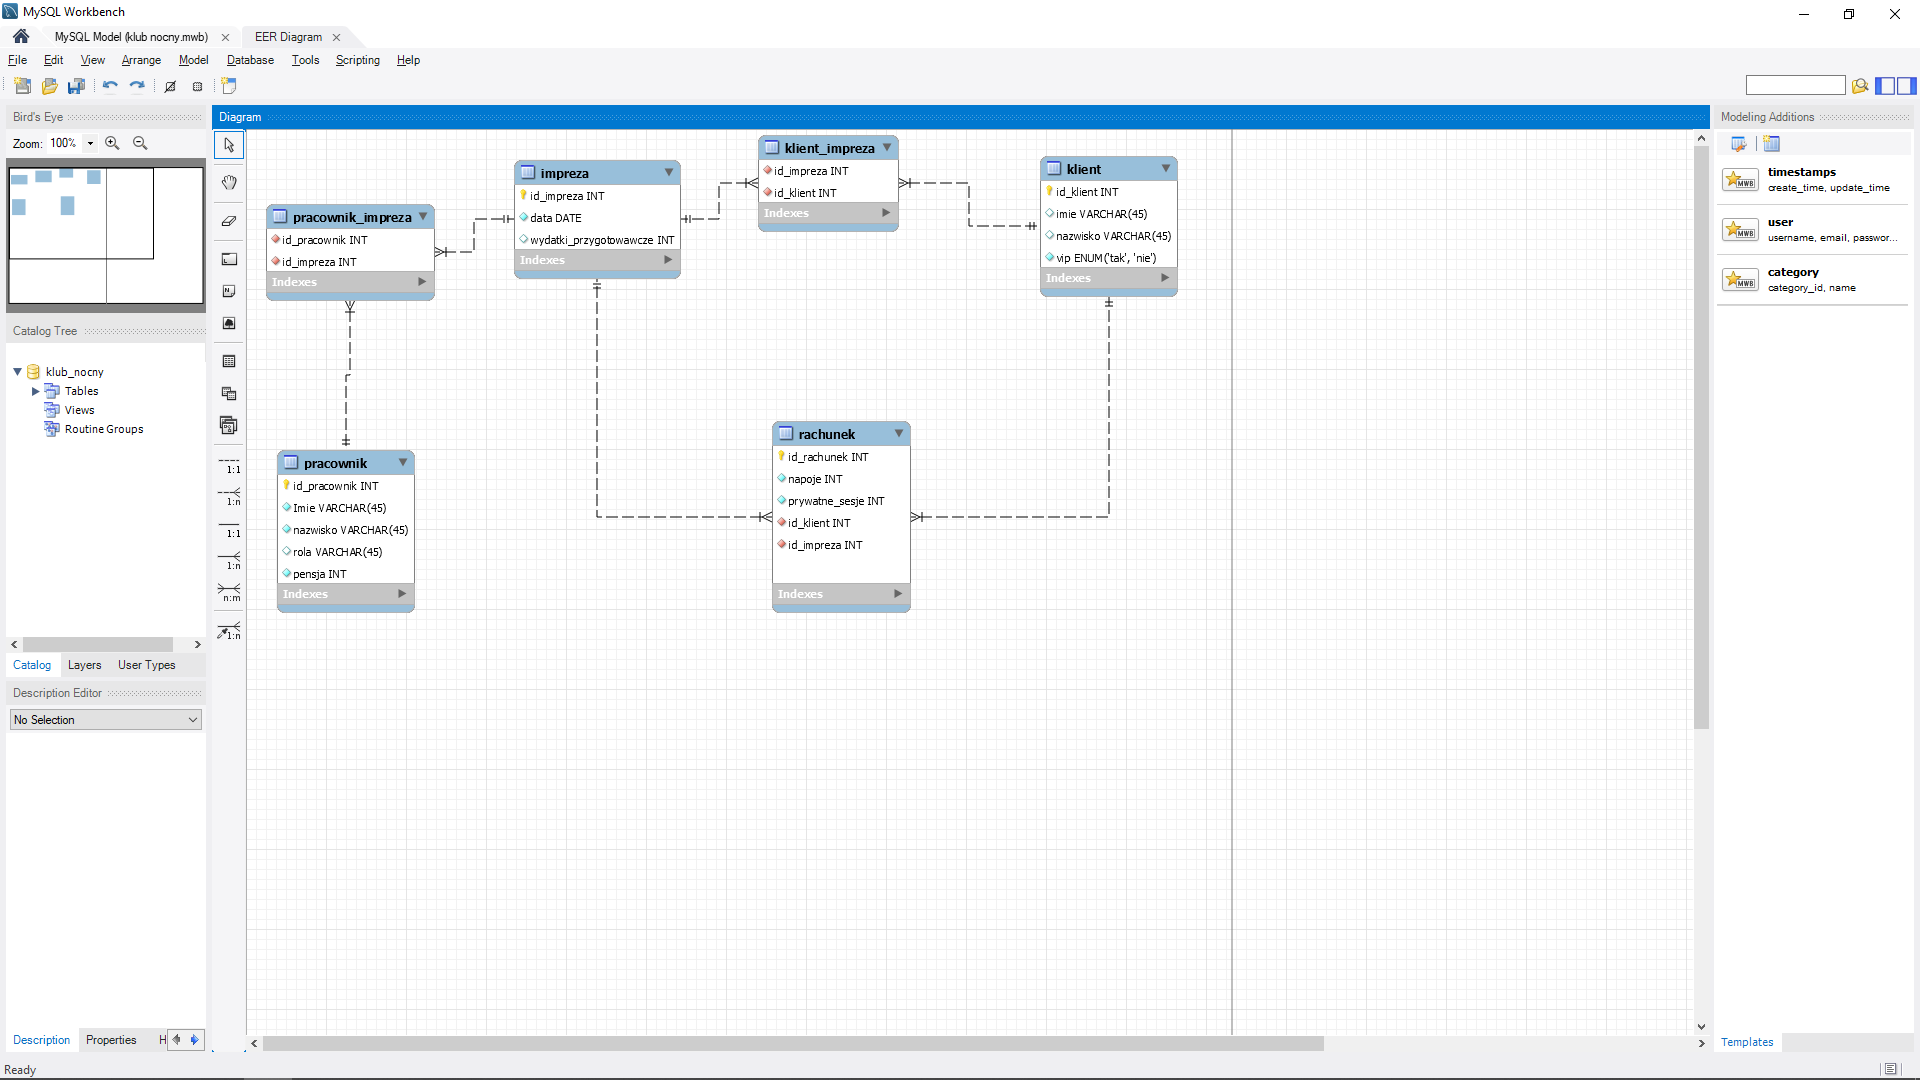 MySQL Workbench
MySQL Model (klub nocny.mwb)
EER Diagram
File Edit View Arrange Model Database Tools Scripting Help
Bird's Eye
Zoom: 100%
Catalog Tree
klub_nocny
Tables
Views
Routine Groups
Catalog Layers User Types
Description Editor
No Selection
Description Properties H
Ready
Diagram
1:1
1:n
1:1
1:n
n:m
1:n
pracownik_impreza
id_pracownik INT
id_impreza INT
Indexes
impreza
id_impreza INT
data DATE
wydatki_przygotowawcze INT
Indexes
klient_impreza
id_impreza INT
id_klient INT
Indexes
klient
id_klient INT
imie VARCHAR(45)
nazwisko VARCHAR(45)
vip ENUM('tak', 'nie')
Indexes
pracownik
id_pracownik INT
Imie VARCHAR(45)
nazwisko VARCHAR(45)
rola VARCHAR(45)
pensja INT
Indexes
rachunek
id_rachunek INT
napoje INT
prywatne_sesje INT
id_klient INT
id_impreza INT
Indexes
Modeling Additions
MWB
timestamps
create_time, update_time
MWB
user
username, email, passwor...
MWB
category
category_id, name
Templates